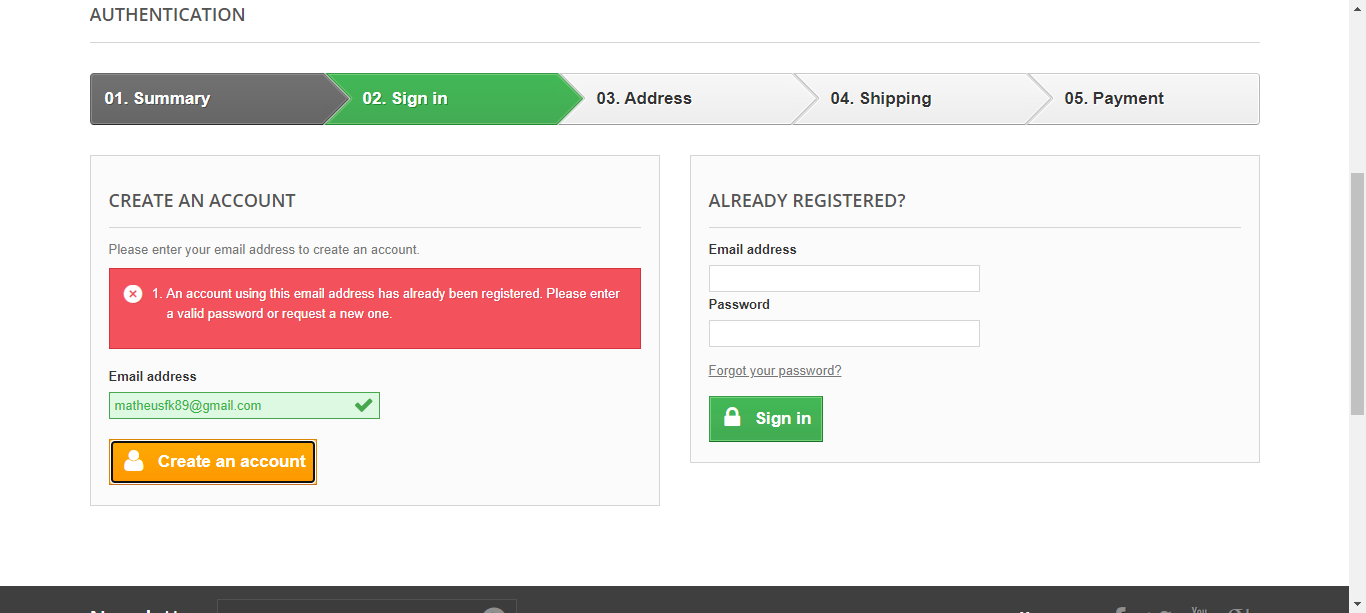 AUTHENTICATION
01. Summary
02. Sign in
03. Address
04. Shipping
05. Payment
CREATE AN ACCOUNT
Please enter your email address to create an account.
1. An account using this email address has already been registered. Please enter
a valid password or request a new one.
Email address
matheusfk89@gmail.com
Create an account
ALREADY REGISTERED?
Email address
Password
Forgot your password?
Sign in